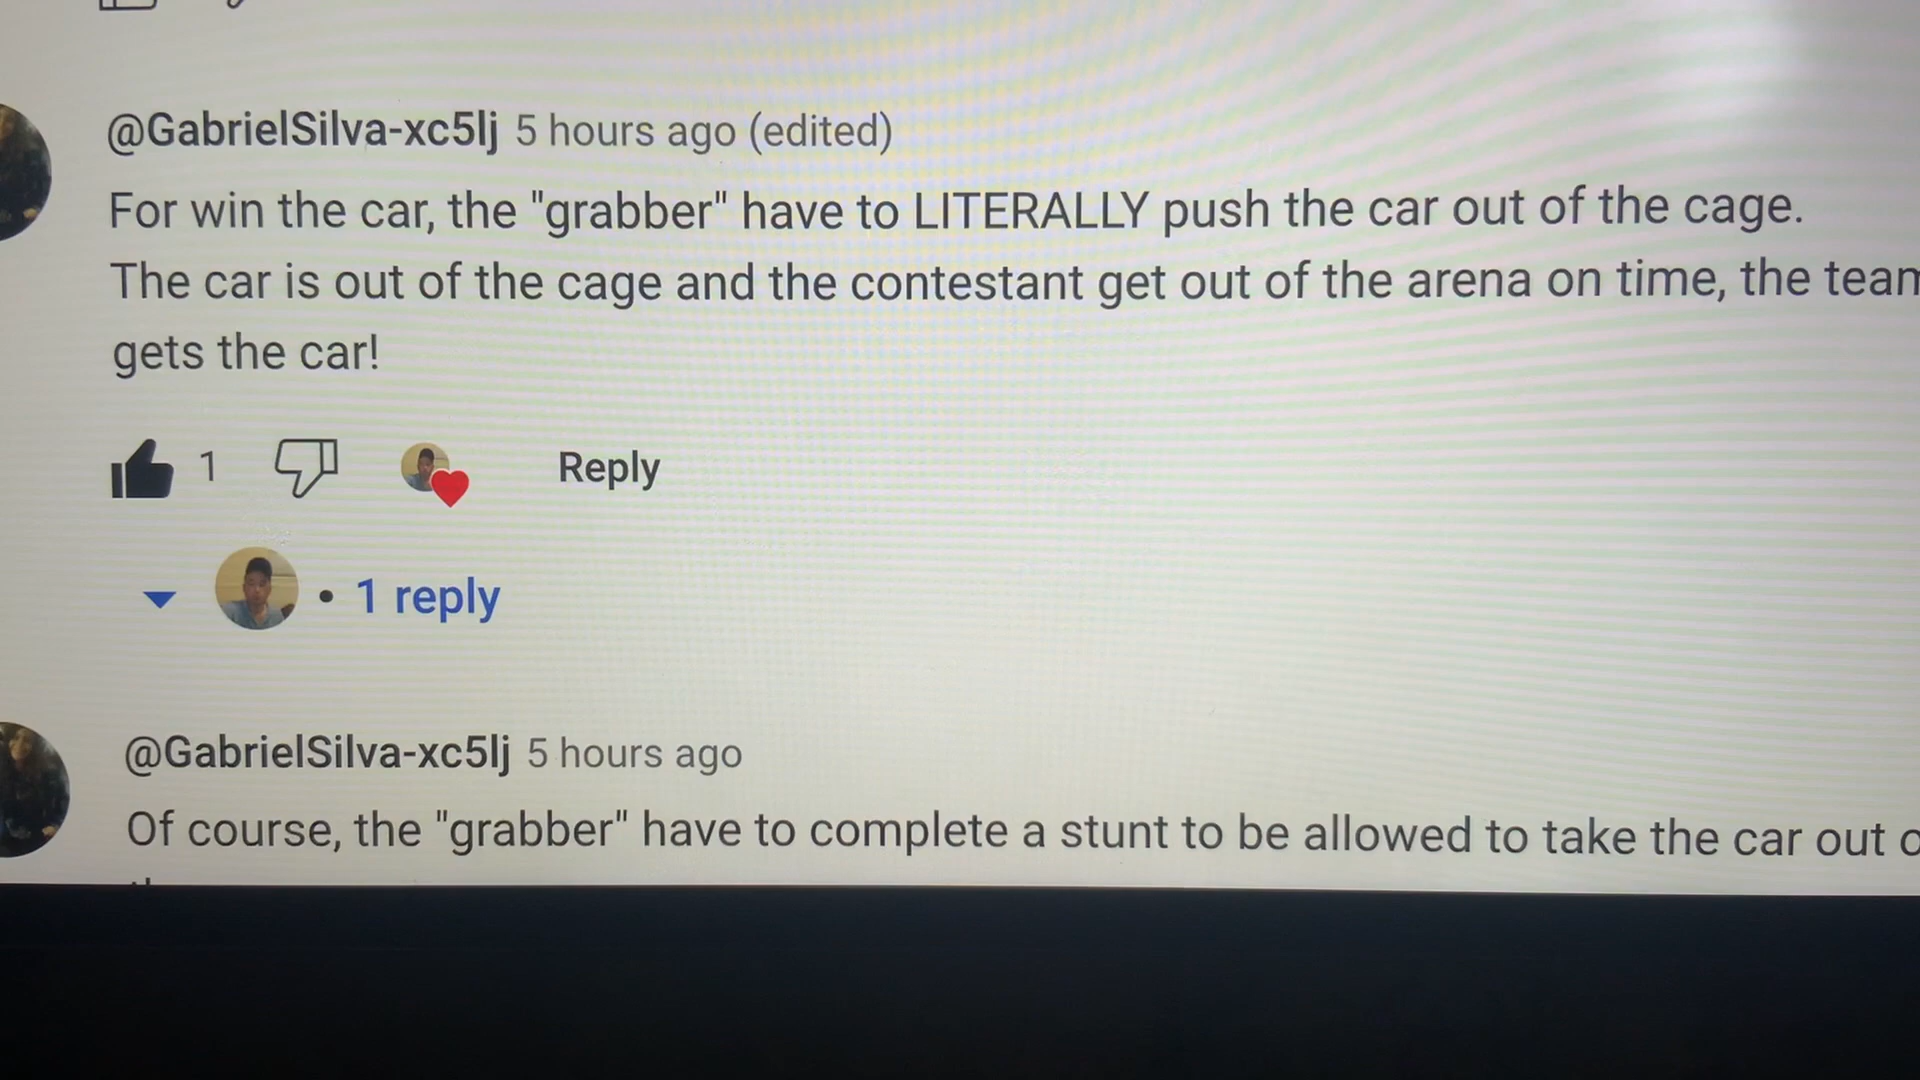 @GabrielSilva-xc5lj 5 hours ago (edited)
For win the car, the "grabber" have to LITERALLY push the car out of the cage.
The car is out of the cage and the contestant get out of the arena on time, the team
gets the car!
1 Reply
• 1 reply
@GabrielSilva-xc5lj 5 hours ago
Of course, the "grabber" have to complete a stunt to be allowed to take the car out